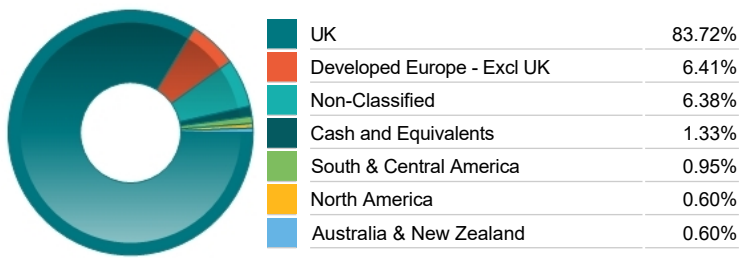 UK 83.72%
Developed Europe - Excl UK 6.41%
Non-Classified 6.38%
Cash and Equivalents 1.33%
South & Central America 0.95%
North America 0.60%
Australia & New Zealand 0.60%